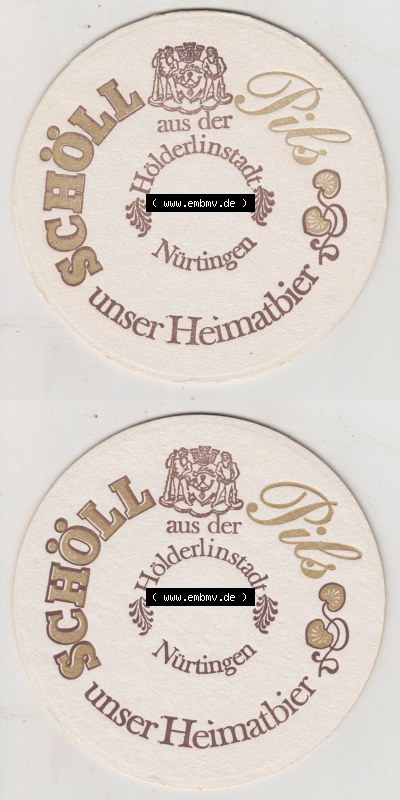 SCHÖLL Pils
aus der
Hölderlinstadt
( www.embmv.de )
Nürtingen
unser Heimatbier
SCHÖLL Pils
aus der
Hölderlinstadt
( www.embmv.de )
Nürtingen
unser Heimatbier